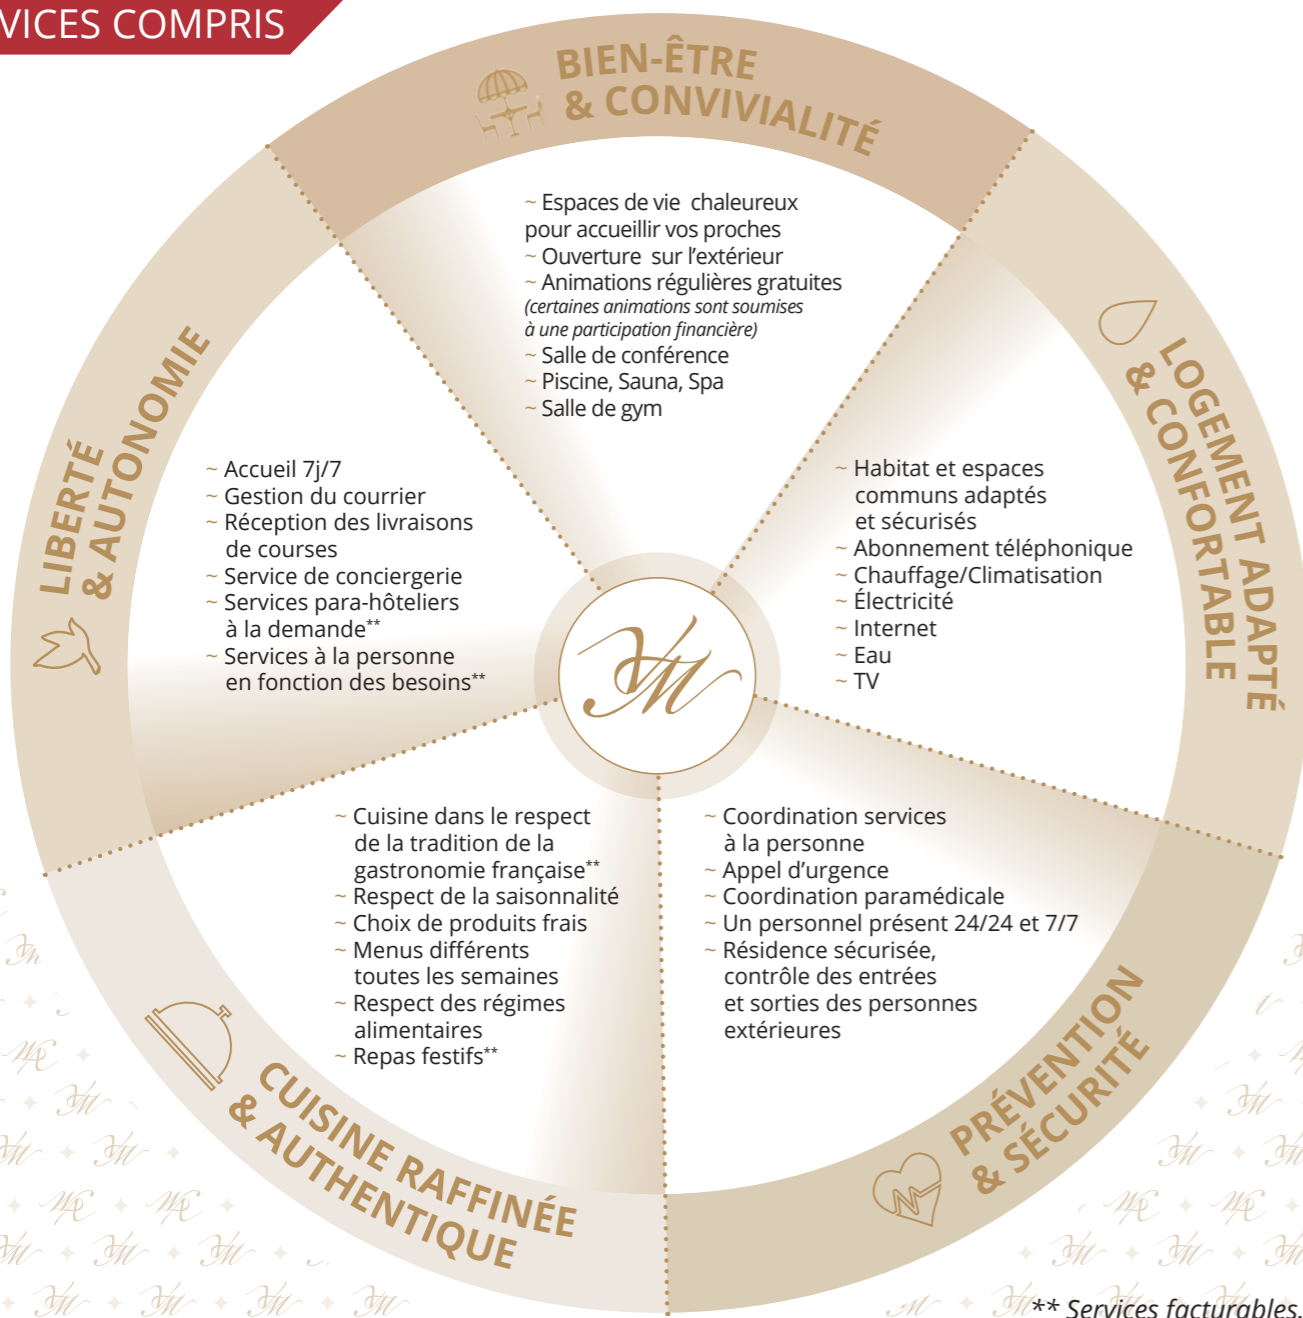 VICES COMPRIS
BIEN-ÊTRE
& CONVIVIALITÉ
~ Espaces de vie chaleureux
pour accueillir vos proches
~ Ouverture sur l’extérieur
~ Animations régulières gratuites
(certaines animations sont soumises
à une participation financière)
~ Salle de conférence
~ Piscine, Sauna, Spa
~ Salle de gym
LOGEMENT ADAPTÉ
& CONFORTABLE
~ Habitat et espaces
communs adaptés
et sécurisés
~ Abonnement téléphonique
~ Chauffage/Climatisation
~ Électricité
~ Internet
~ Eau
~ TV
LIBERTÉ
& AUTONOMIE
~ Accueil 7j/7
~ Gestion du courrier
~ Réception des livraisons
de courses
~ Service de conciergerie
~ Services para-hôteliers
à la demande**
~ Services à la personne
en fonction des besoins**
~ Cuisine dans le respect
de la tradition de la
gastronomie française**
~ Respect de la saisonnalité
~ Choix de produits frais
~ Menus différents
toutes les semaines
~ Respect des régimes
alimentaires
~ Repas festifs**
CUISINE RAFFINÉE
& AUTHENTIQUE
~ Coordination services
à la personne
~ Appel d’urgence
~ Coordination paramédicale
~ Un personnel présent 24/24 et 7/7
~ Résidence sécurisée,
contrôle des entrées
et sorties des personnes
extérieures
PRÉVENTION
& SÉCURITÉ
** Services facturables.